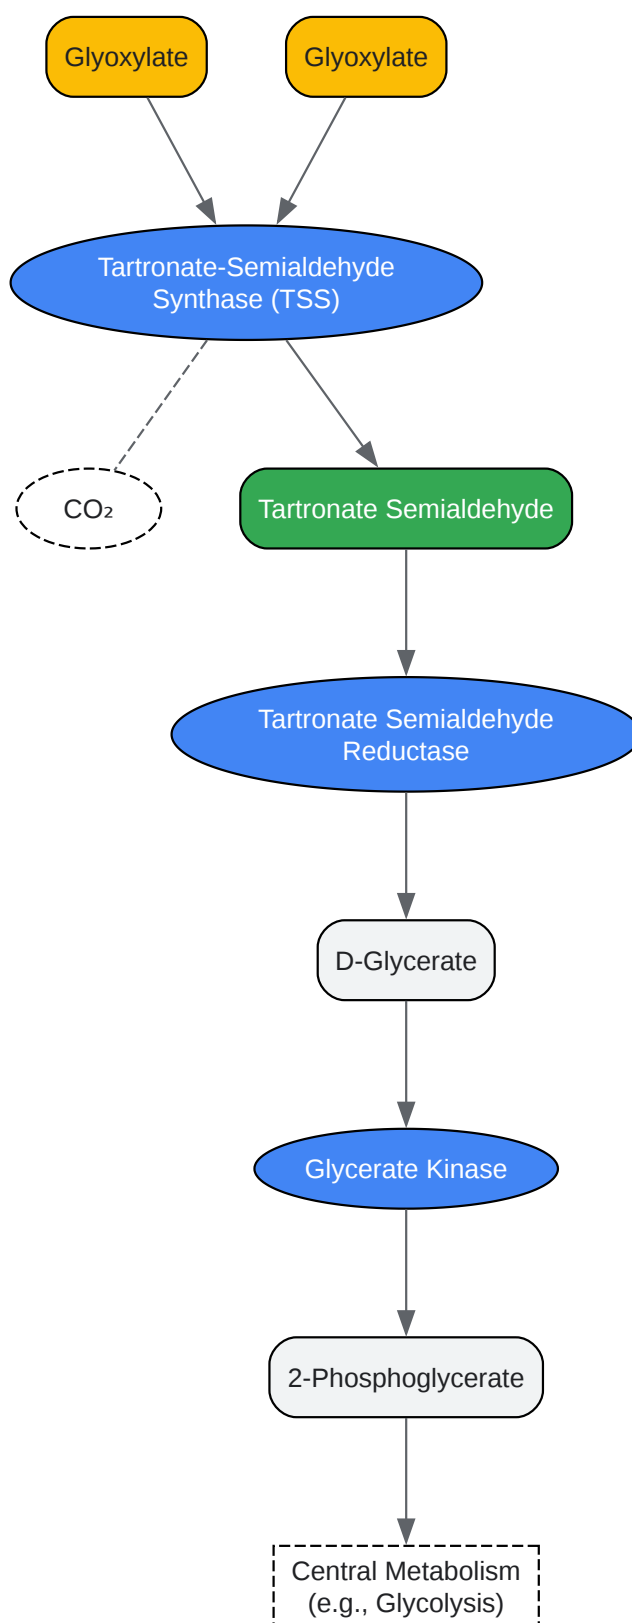 Glyoxylate
Glyoxylate
Tartronate-Semialdehyde
Synthase (TSS)
CO₂
Tartronate Semialdehyde
Tartronate Semialdehyde
Reductase
D-Glycerate
Glycerate Kinase
2-Phosphoglycerate
Central Metabolism
(e.g., Glycolysis)